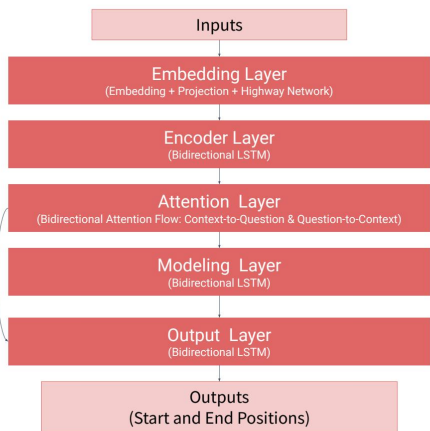 Inputs
Embedding Layer
(Embedding + Projection + Highway Network)
Encoder Layer
(Bidirectional LSTM)
Attention Layer
(Bidirectional Attention Flow: Context-to-Question & Question-to-Context)
Modeling Layer
(Bidirectional LSTM)
Output Layer
(Bidirectional LSTM)
Outputs
(Start and End Positions)